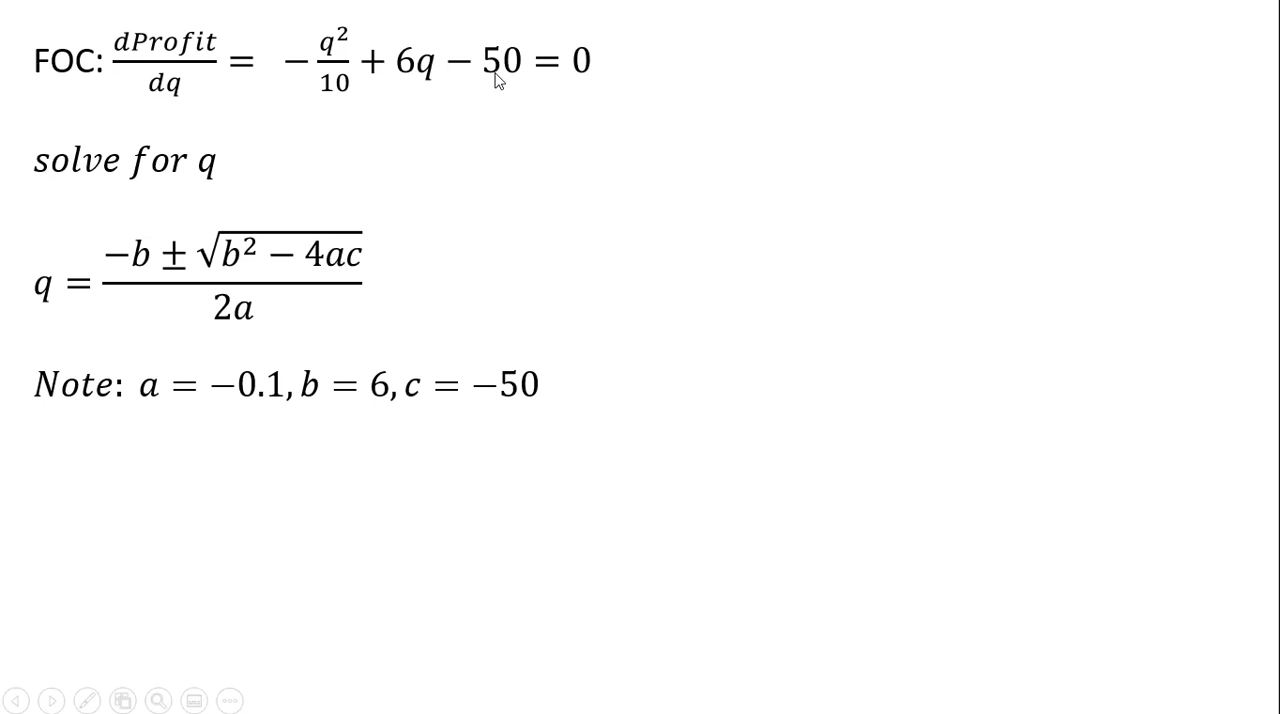 FOC: dProfit/dq = −q²/10 + 6q − 50 = 0
solve for q
q = (−b ± √(b² − 4ac))/2a
Note: a = −0.1, b = 6, c = −50